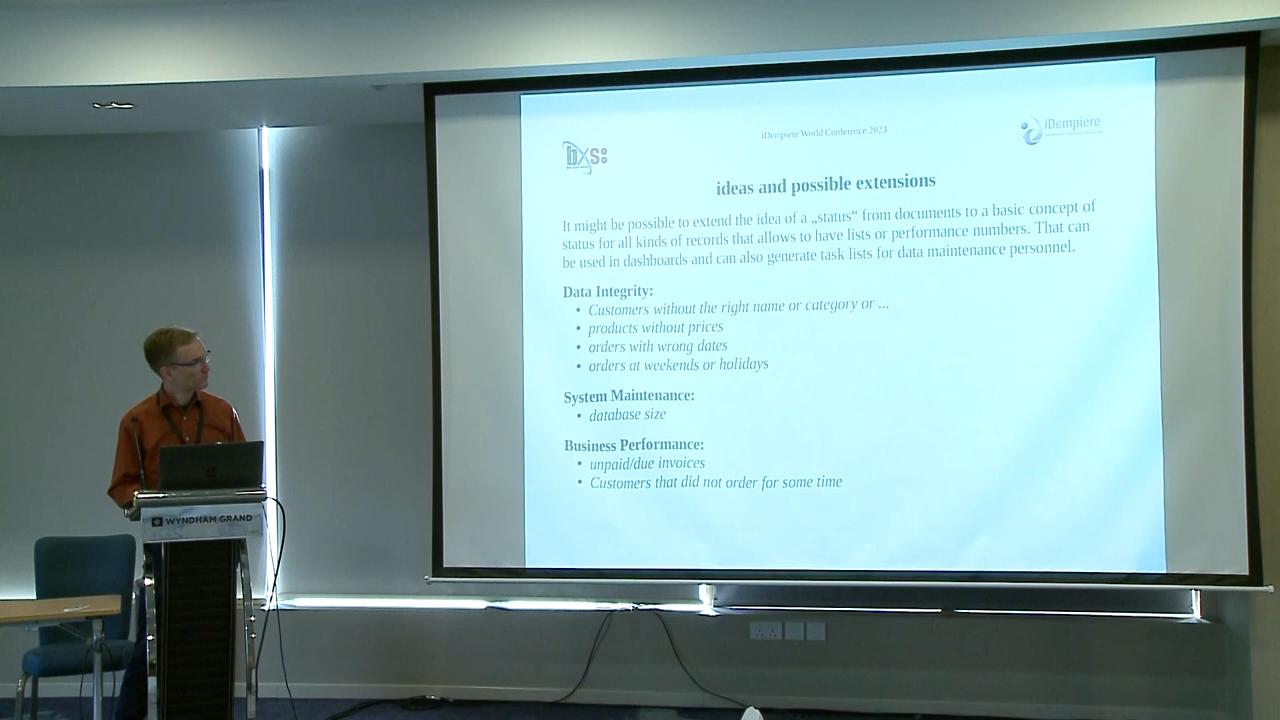 iDempiere World Conference 2023
iDempiere
bxs:
ideas and possible extensions
It might be possible to extend the idea of a „status“ from documents to a basic concept of
status for all kinds of records that allows to have lists or performance numbers. That can
be used in dashboards and can also generate task lists for data maintenance personnel.
Data Integrity:
• Customers without the right name or category or ...
• products without prices
• orders with wrong dates
• orders at weekends or holidays
System Maintenance:
• database size
Business Performance:
• unpaid/due invoices
• Customers that did not order for some time
WYNDHAM GRAND